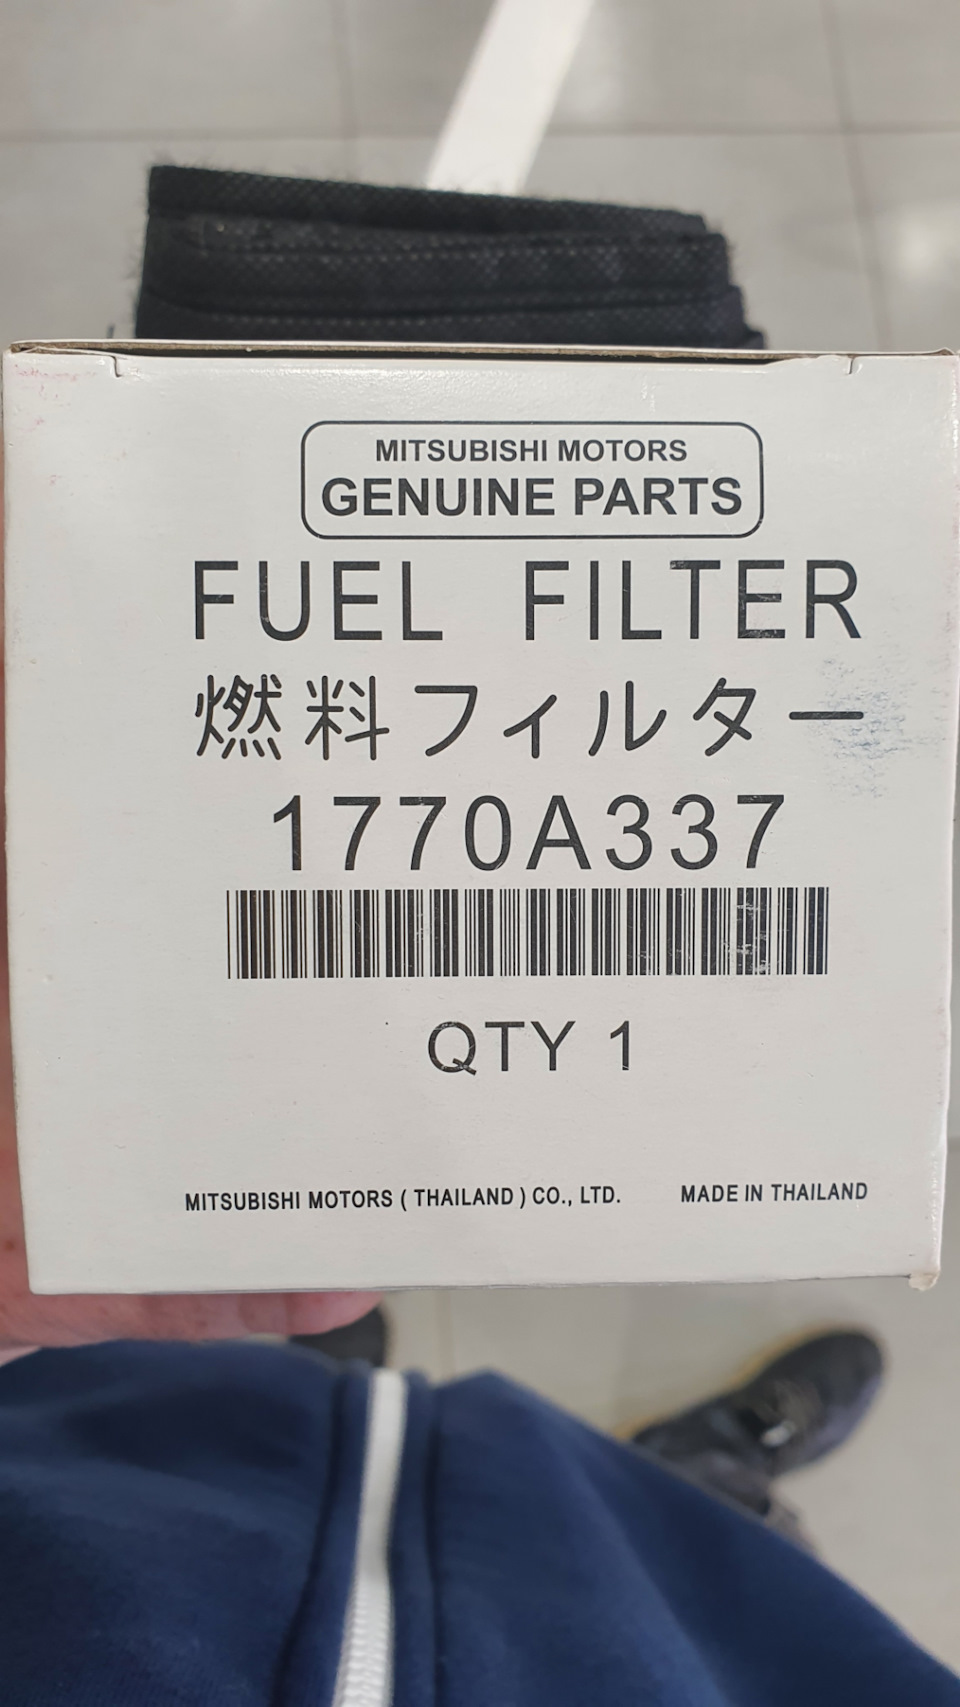 MITSUBISHI MOTORS
GENUINE PARTS
FUEL FILTER
燃料フィルター
1770A337
QTY 1
MITSUBISHI MOTORS ( THAILAND ) CO., LTD. MADE IN THAILAND